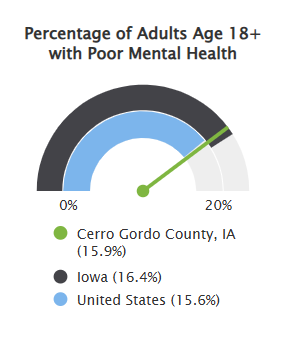 Percentage of Adults Age 18+
with Poor Mental Health
0%
20%
Cerro Gordo County, IA
(15.9%)
Iowa (16.4%)
United States (15.6%)